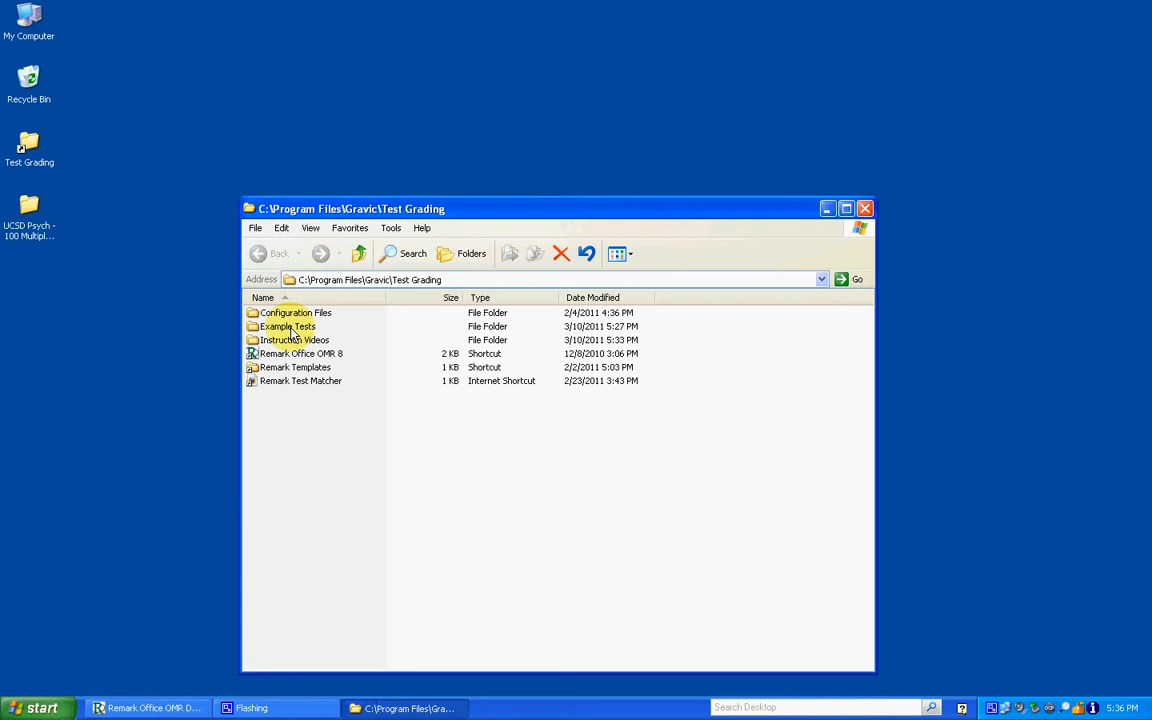 My Computer
Recycle Bin
Test Grading
UCSD Psych -
100 Multipl...
C:\Program Files\Gravic\Test Grading
File Edit View Favorites Tools Help
Back Search Folders
Address C:\Program Files\Gravic\Test Grading Go
Name Size Type Date Modified
Configuration Files File Folder 2/4/2011 4:36 PM
Example Tests File Folder 3/10/2011 5:27 PM
Instruction Videos File Folder 3/10/2011 5:33 PM
Remark Office OMR 8 2 KB Shortcut 12/8/2010 3:06 PM
Remark Templates 1 KB Shortcut 2/2/2011 5:03 PM
Remark Test Matcher 1 KB Internet Shortcut 2/23/2011 3:43 PM
start Remark Office OMR D... Flashing C:\Program Files\Gra... Search Desktop 5:36 PM